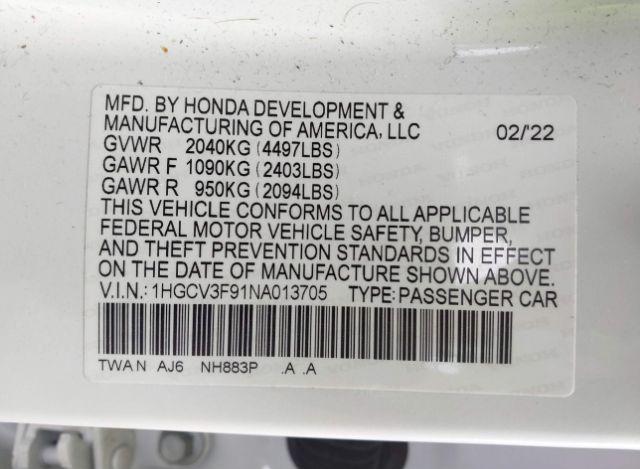 MFD. BY HONDA DEVELOPMENT &
MANUFACTURING OF AMERICA, LLC 02/'22
GVWR 2040KG (4497LBS)
GAWR F 1090KG (2403LBS)
GAWR R 950KG (2094LBS)
THIS VEHICLE CONFORMS TO ALL APPLICABLE
FEDERAL MOTOR VEHICLE SAFETY, BUMPER,
AND THEFT PREVENTION STANDARDS IN EFFECT
ON THE DATE OF MANUFACTURE SHOWN ABOVE.
V.I.N.: 1HGCV3F91NA013705 TYPE: PASSENGER CAR
TWAN AJ6 NH883P .A .A